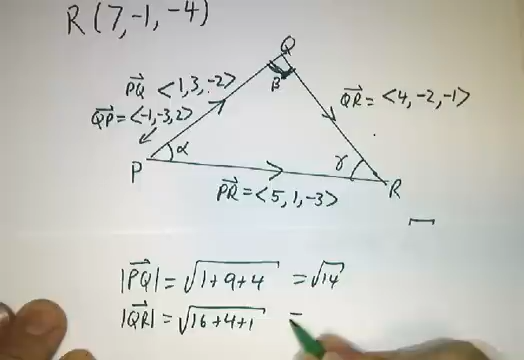 R(7,-1,-4)
Q
PQ⃗ <1,3,-2>
β
QR⃗ = <4,-2,-1>
QP⃗ = <-1,-3,2>
α
γ
P
R
PR⃗ = <5,1,-3>
|PQ⃗| = √1+9+4 = √14
|QR⃗| = √16+4+1 =